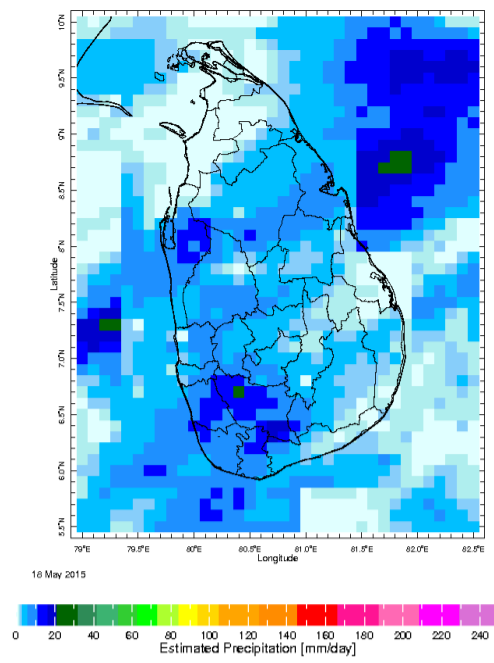 10°N
9.5°N
9°N
8.5°N
8°N
7.5°N
7.0°N
6.5°N
6.0°N
5.5°N
Latitude
79°E 79.5°E 80°E 80.5°E 81°E 81.5°E 82.0°E 82.5°E
Longitude
18 May 2015
0 20 40 60 80 100 120 140 160 180 200 220 240
Estimated Precipitation [mm/day]